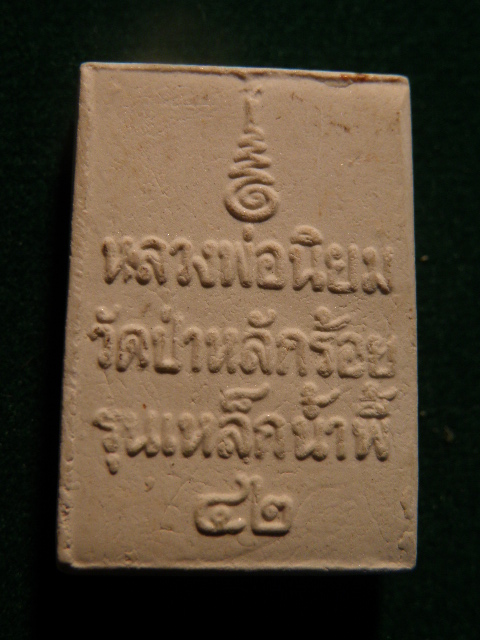 หลวงพ่อนิยม
วัดป่าหลักร้อย
รุ่นเหล็กน้ำพี้
๔๒